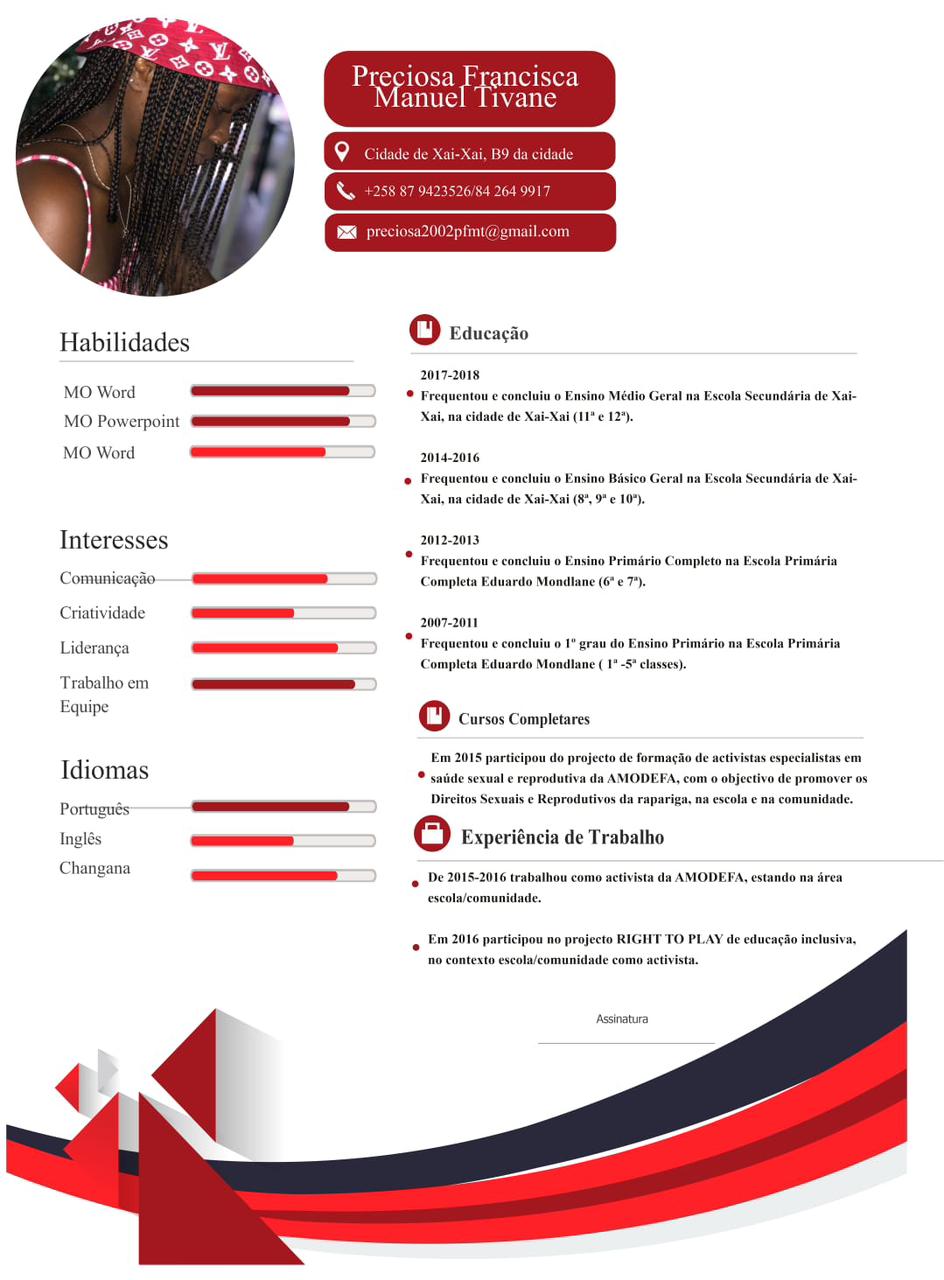 Preciosa Francisca
Manuel Tivane
Cidade de Xai-Xai, B9 da cidade
+258 87 9423526/84 264 9917
preciosa2002pfmt@gmail.com
Habilidades
MO Word
MO Powerpoint
MO Word
Interesses
Comunicação
Criatividade
Liderança
Trabalho em
Equipe
Idiomas
Português
Inglês
Changana
Educação
2017-2018
Frequentou e concluiu o Ensino Médio Geral na Escola Secundária de Xai-
Xai, na cidade de Xai-Xai (11ª e 12ª).
2014-2016
Frequentou e concluiu o Ensino Básico Geral na Escola Secundária de Xai-
Xai, na cidade de Xai-Xai (8ª, 9ª e 10ª).
2012-2013
Frequentou e concluiu o Ensino Primário Completo na Escola Primária
Completa Eduardo Mondlane (6ª e 7ª).
2007-2011
Frequentou e concluiu o 1º grau do Ensino Primário na Escola Primária
Completa Eduardo Mondlane ( 1ª -5ª classes).
Cursos Completares
Em 2015 participou do projecto de formação de activistas especialistas em
saúde sexual e reprodutiva da AMODEFA, com o objectivo de promover os
Direitos Sexuais e Reprodutivos da rapariga, na escola e na comunidade.
Experiência de Trabalho
De 2015-2016 trabalhou como activista da AMODEFA, estando na área
escola/comunidade.
Em 2016 participou no projecto RIGHT TO PLAY de educação inclusiva,
no contexto escola/comunidade como activista.
Assinatura